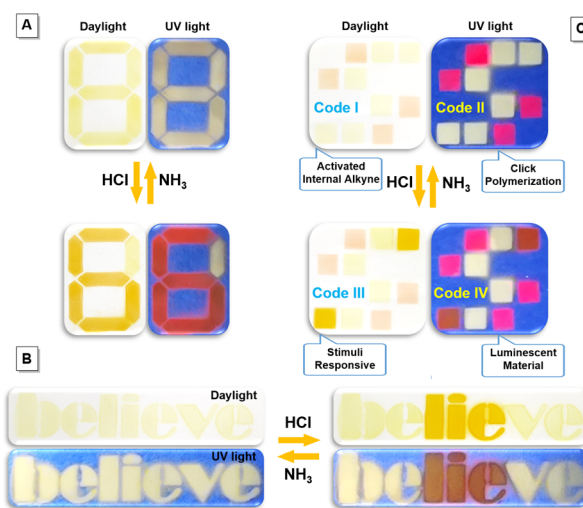 A
Daylight
UV light
HCl
NH3
Daylight
UV light
C
Code I
Code II
Activated
Internal Alkyne
Click
Polymerization
HCl
NH3
Code III
Code IV
Stimuli
Responsive
Luminescent
Material
B
believe
Daylight
believe
UV light
HCl
NH3
believe
believe